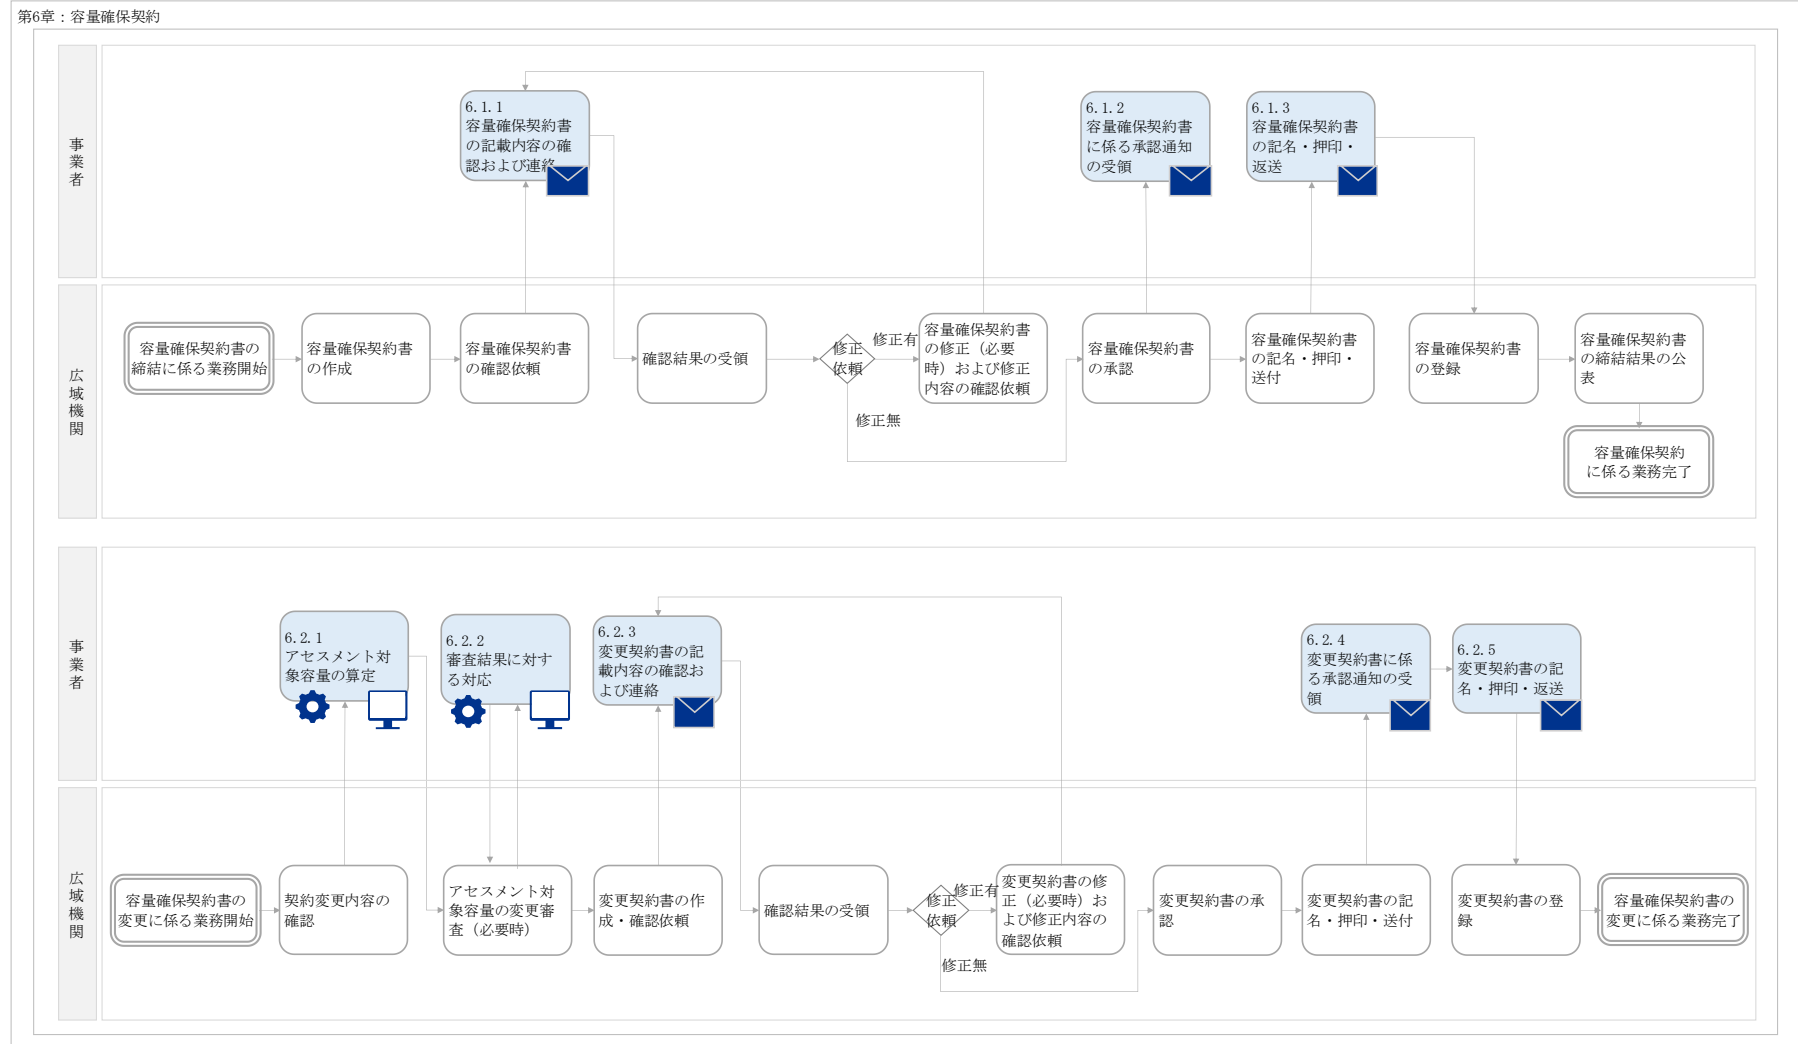 第6章：容量確保契約
事業者
6.1.1
容量確保契約書
の記載内容の確
認および連絡
6.1.2
容量確保契約書
に係る承認通知
の受領
6.1.3
容量確保契約書
の記名・押印・
返送
広域機関
容量確保契約書の
締結に係る業務開始
容量確保契約書
の作成
容量確保契約書
の確認依頼
確認結果の受領
修正
依頼
修正有
修正無
容量確保契約書
の修正（必要
時）および修正
内容の確認依頼
容量確保契約書
の承認
容量確保契約書
の記名・押印・
送付
容量確保契約書
の登録
容量確保契約書
の締結結果の公
表
容量確保契約
に係る業務完了
事業者
6.2.1
アセスメント対
象容量の算定
6.2.2
審査結果に対す
る対応
6.2.3
変更契約書の記
載内容の確認お
よび連絡
6.2.4
変更契約書に係
る承認通知の受
領
6.2.5
変更契約書の記
名・押印・返送
広域機関
容量確保契約書の
変更に係る業務開始
契約変更内容の
確認
アセスメント対
象容量の変更審
査（必要時）
変更契約書の作
成・確認依頼
確認結果の受領
修正
依頼
修正有
修正無
変更契約書の修
正（必要時）お
よび修正内容の
確認依頼
変更契約書の承
認
変更契約書の記
名・押印・送付
変更契約書の登
録
容量確保契約書の
変更に係る業務完了